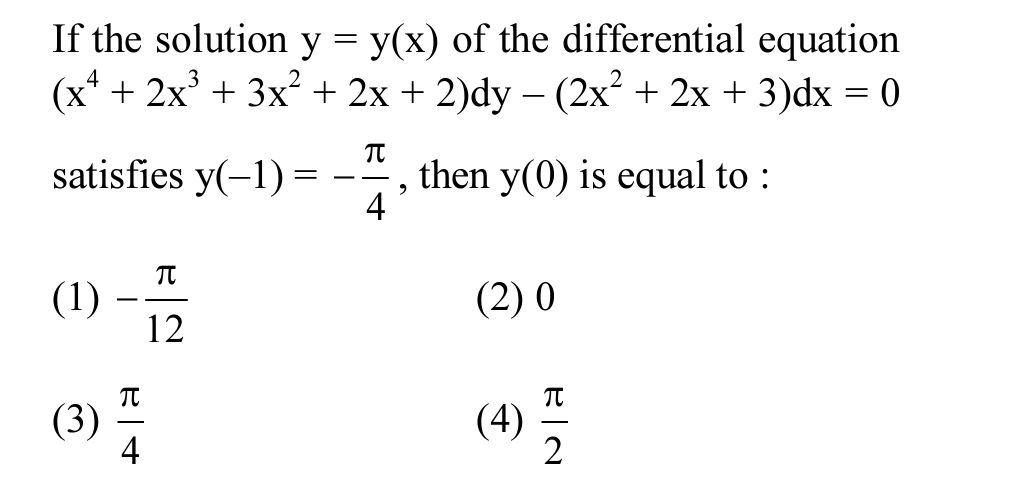 If the solution y = y(x) of the differential equation
(x⁴ + 2x³ + 3x² + 2x + 2)dy – (2x² + 2x + 3)dx = 0
satisfies y(–1) = –π/4, then y(0) is equal to :
(1) –π/12 (2) 0
(3) π/4 (4) π/2